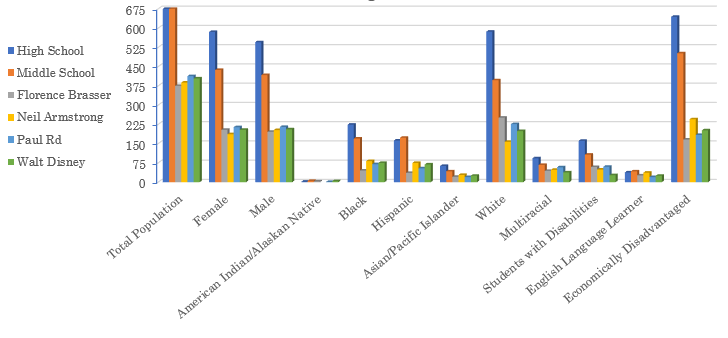 675
600
525
450
375
300
225
150
75
0
High School
Middle School
Florence Brasser
Neil Armstrong
Paul Rd
Walt Disney
Total Population
Female
Male
American Indian/Alaskan Native
Black
Hispanic
Asian/Pacific Islander
White
Multiracial
Students with Disabilities
English Language Learner
Economically Disadvantaged